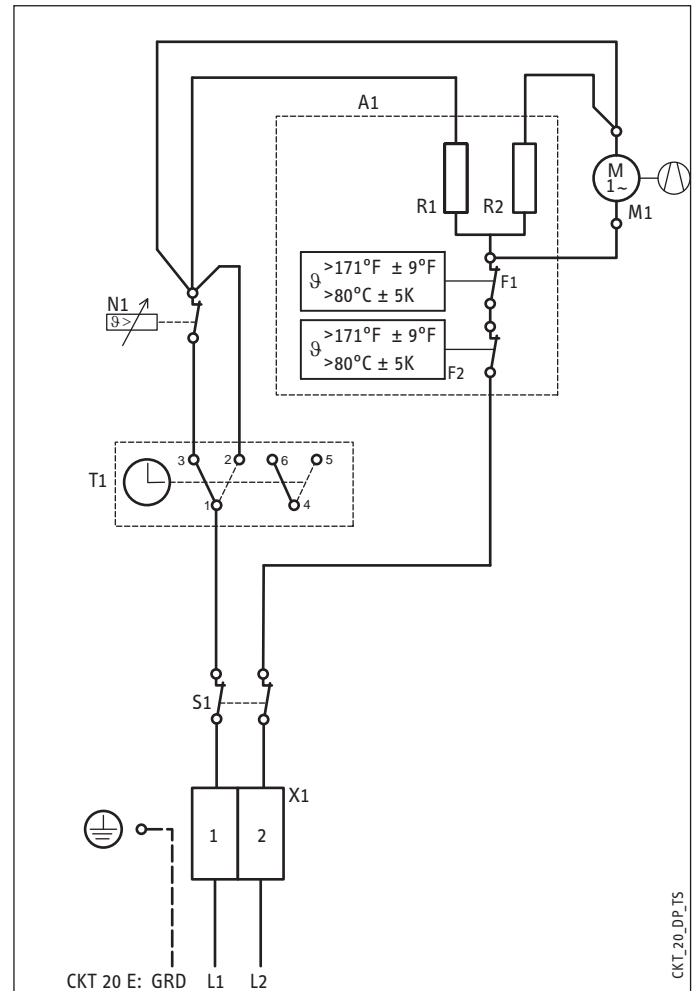 A1
R1
R2
M
1~
M1
ϑ >171°F ± 9°F
>80°C ± 5K
F1
ϑ >171°F ± 9°F
>80°C ± 5K
F2
N1
ϑ>
T1
3
2
6
5
1
4
S1
X1
1
2
CKT 20 E: GRD L1 L2
CKT_20_DP_TS